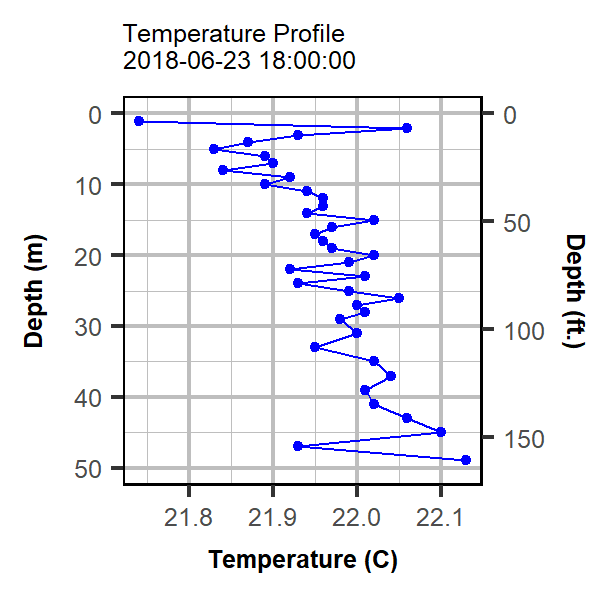 Temperature Profile
2018-06-23 18:00:00
0
10
20
30
40
50
Depth (m)
0
50
100
150
Depth (ft.)
21.8 21.9 22.0 22.1
Temperature (C)